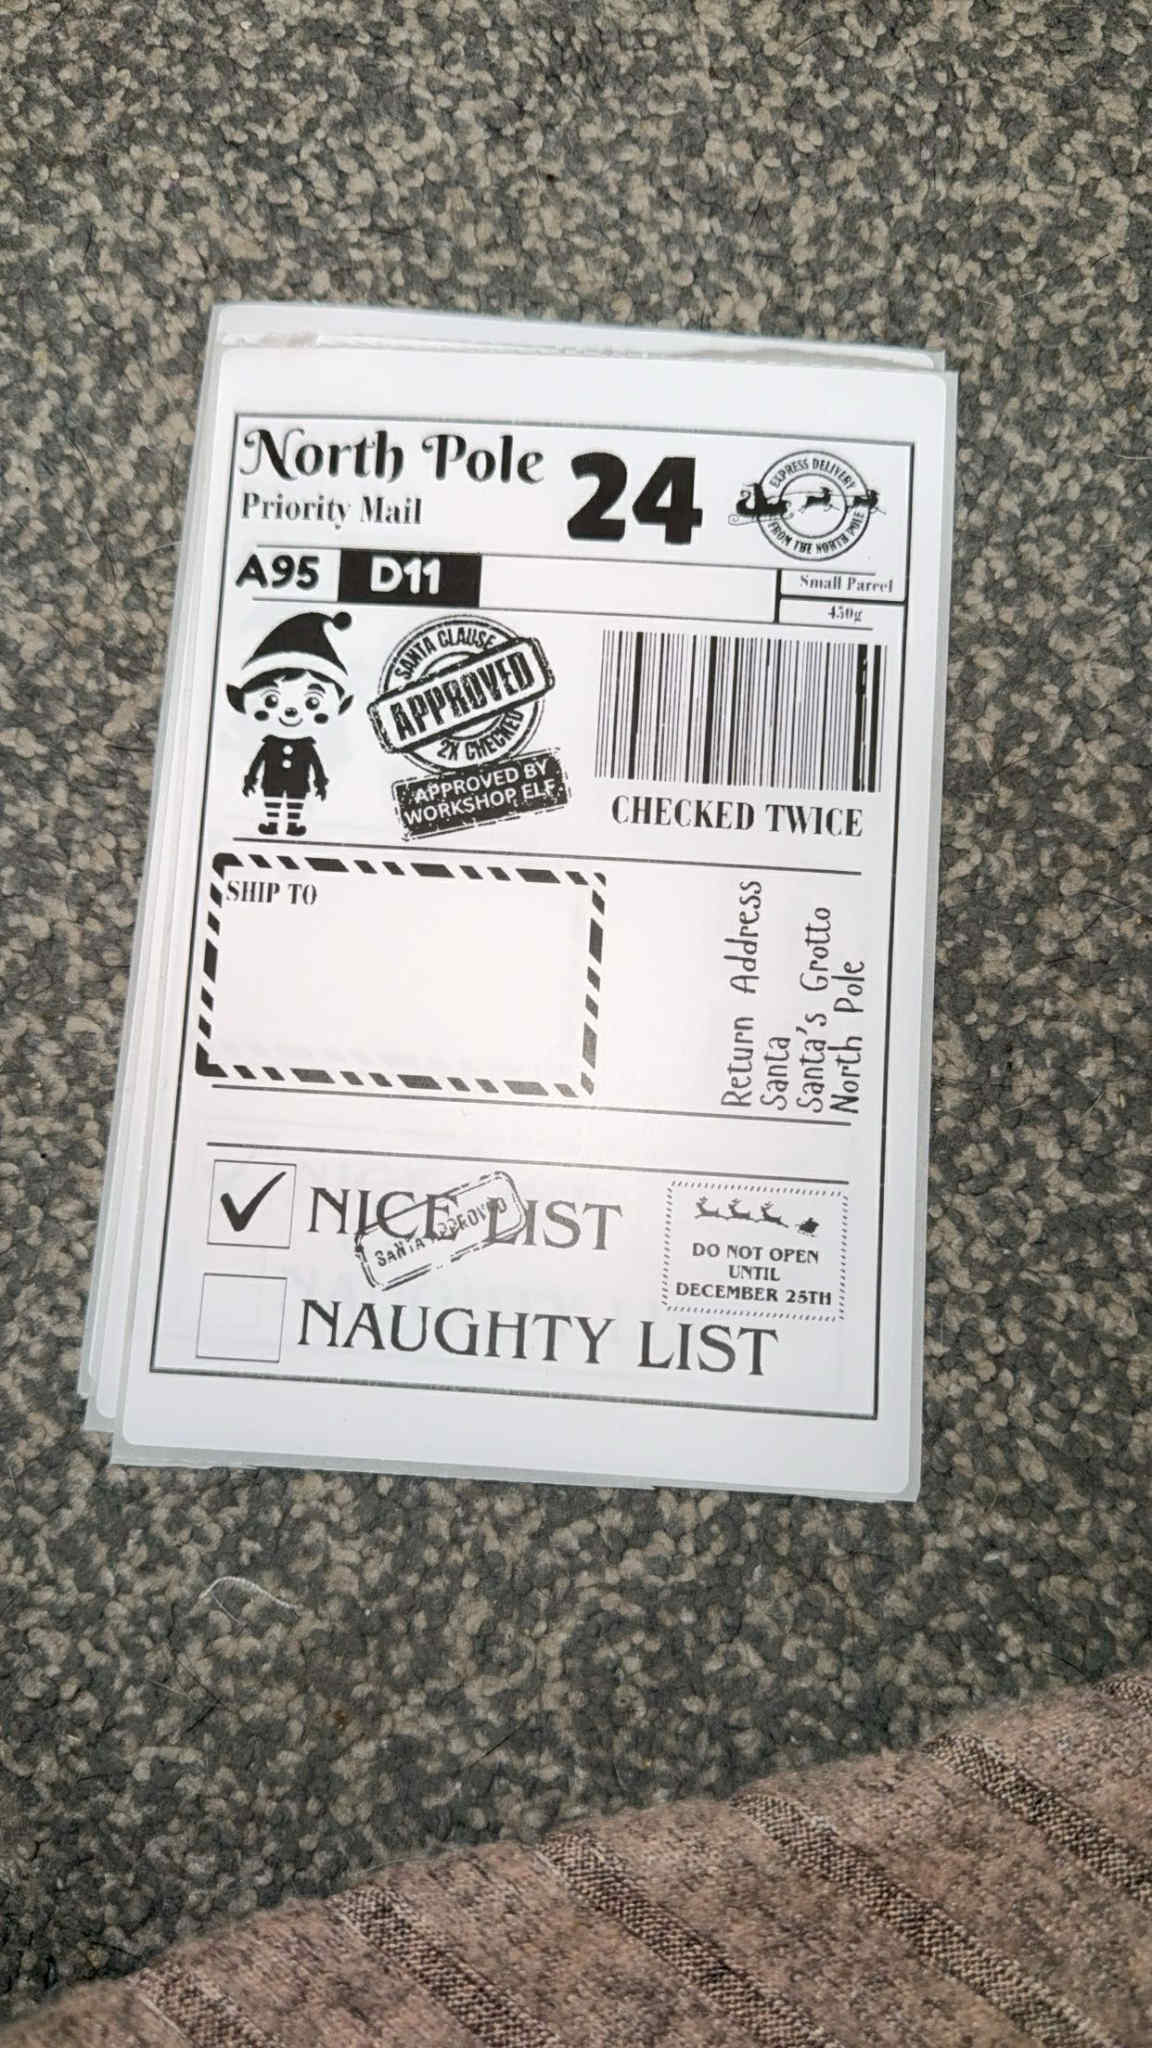 North Pole
Priority Mail
24
EXPRESS DELIVERY
FROM THE NORTH POLE
A95
D11
Small Parcel
450g
SANTA CLAUSE
APPROVED
2X CHECKED
APPROVED BY
WORKSHOP ELF
CHECKED TWICE
SHIP TO
Return Address
Santa
Santa's Grotto
North Pole
NICE LIST
SANTA APPROVED
DO NOT OPEN
UNTIL
DECEMBER 25TH
NAUGHTY LIST